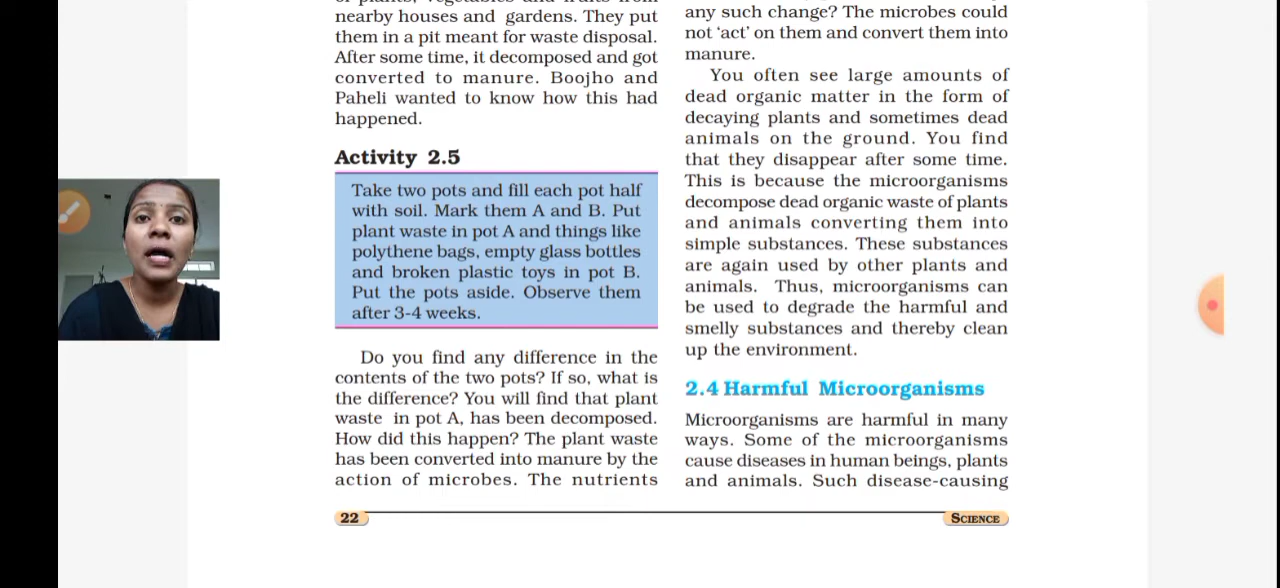 nearby houses and gardens. They put
them in a pit meant for waste disposal.
After some time, it decomposed and got
converted to manure. Boojho and
Paheli wanted to know how this had
happened.
Activity 2.5
Take two pots and fill each pot half
with soil. Mark them A and B. Put
plant waste in pot A and things like
polythene bags, empty glass bottles
and broken plastic toys in pot B.
Put the pots aside. Observe them
after 3-4 weeks.
Do you find any difference in the
contents of the two pots? If so, what is
the difference? You will find that plant
waste in pot A, has been decomposed.
How did this happen? The plant waste
has been converted into manure by the
action of microbes. The nutrients
any such change? The microbes could
not ‘act’ on them and convert them into
manure.
You often see large amounts of
dead organic matter in the form of
decaying plants and sometimes dead
animals on the ground. You find
that they disappear after some time.
This is because the microorganisms
decompose dead organic waste of plants
and animals converting them into
simple substances. These substances
are again used by other plants and
animals. Thus, microorganisms can
be used to degrade the harmful and
smelly substances and thereby clean
up the environment.
2.4 Harmful Microorganisms
Microorganisms are harmful in many
ways. Some of the microorganisms
cause diseases in human beings, plants
and animals. Such disease-causing
22
SCIENCE